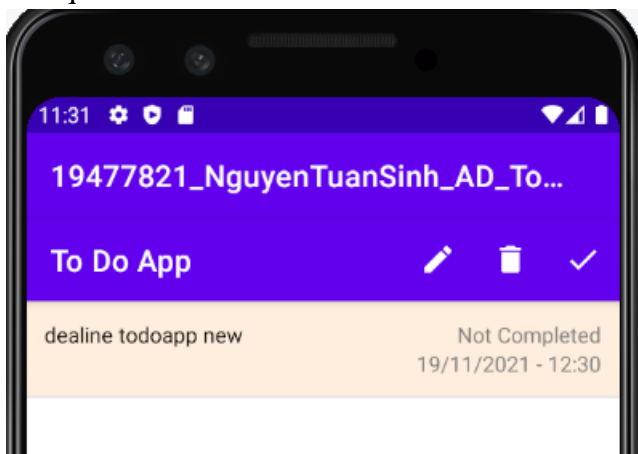 11:31
19477821_NguyenTuanSinh_AD_To...
To Do App
dealine todoapp new
Not Completed
19/11/2021 - 12:30